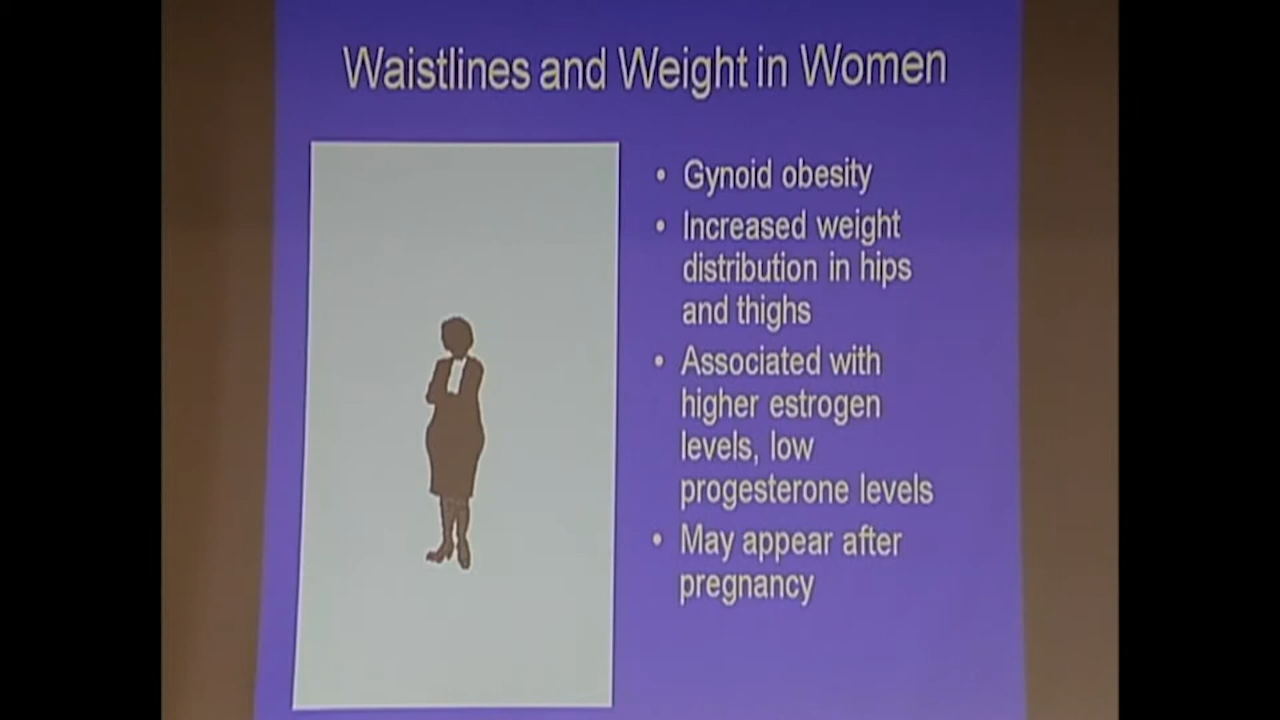 Waistlines and Weight in Women
• Gynoid obesity
• Increased weight
distribution in hips
and thighs
• Associated with
higher estrogen
levels, low
progesterone levels
• May appear after
pregnancy